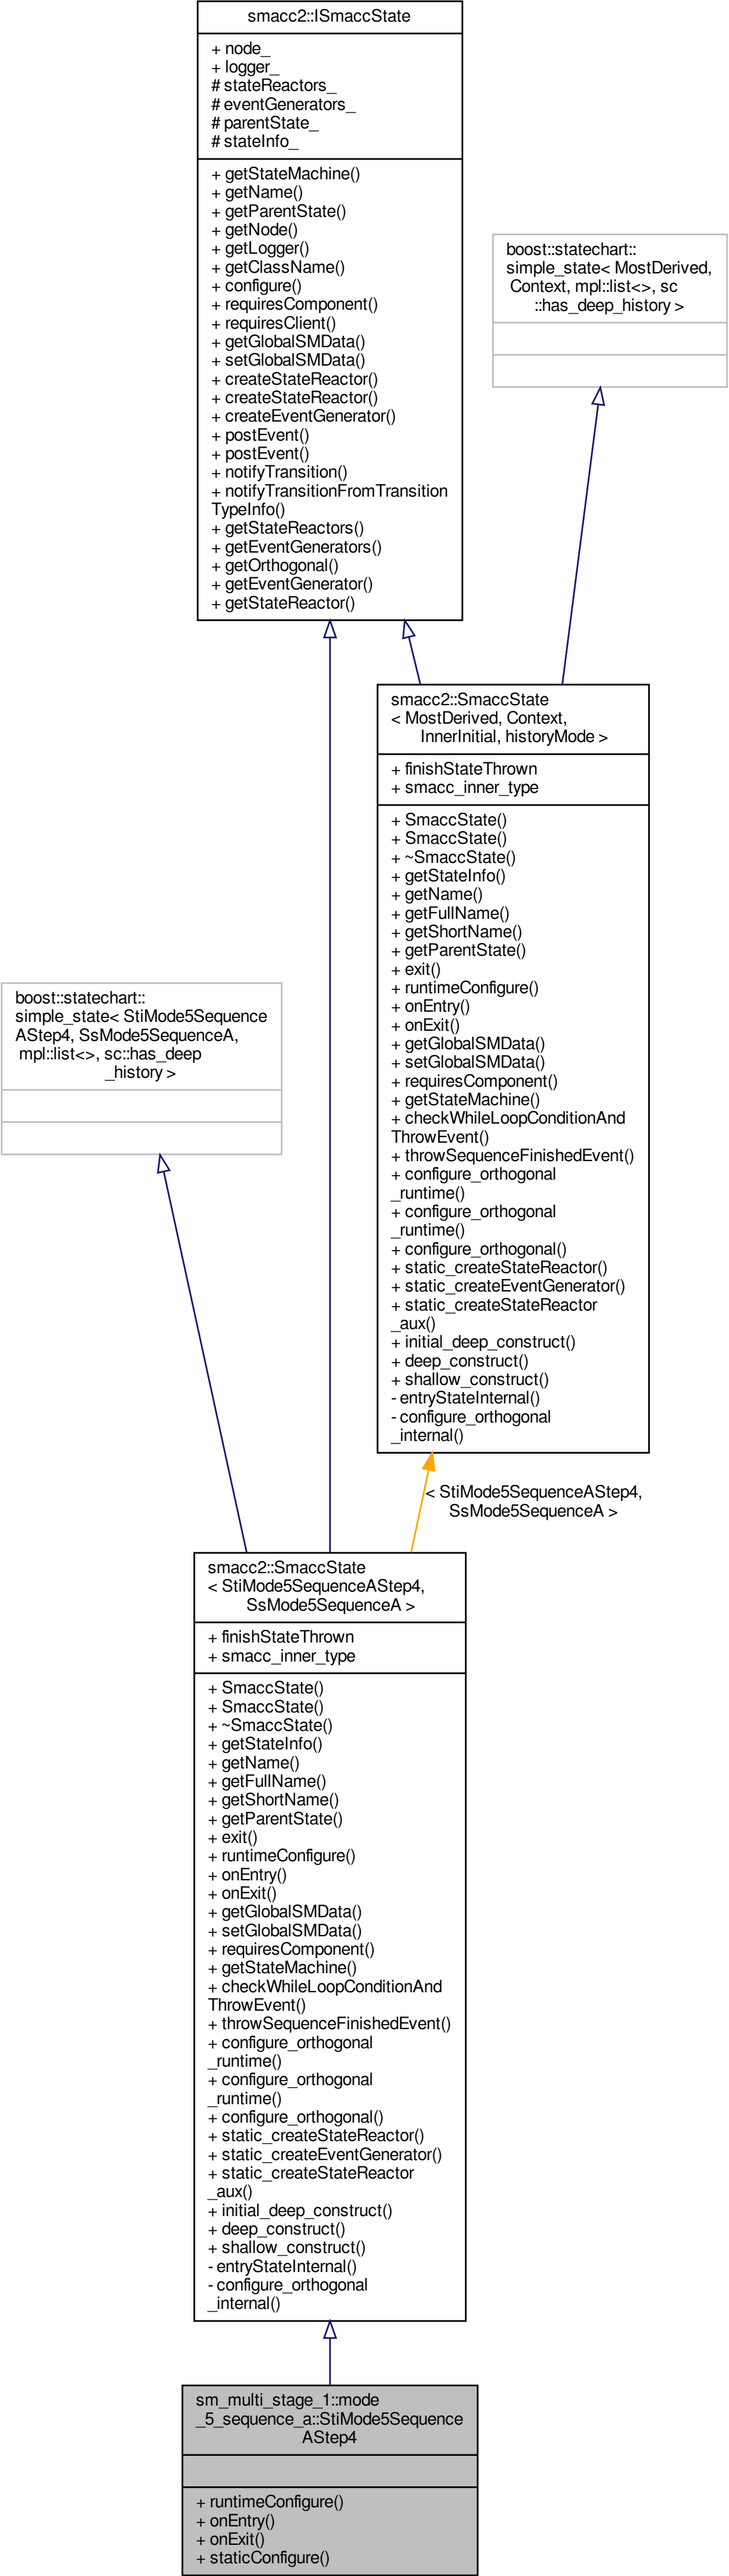 smacc2::ISmaccState
+ node_
+ logger_
# stateReactors_
# eventGenerators_
# parentState_
# stateInfo_
+ getStateMachine()
+ getName()
+ getParentState()
+ getNode()
+ getLogger()
+ getClassName()
+ configure()
+ requiresComponent()
+ requiresClient()
+ getGlobalSMData()
+ setGlobalSMData()
+ createStateReactor()
+ createStateReactor()
+ createEventGenerator()
+ postEvent()
+ postEvent()
+ notifyTransition()
+ notifyTransitionFromTransition
TypeInfo()
+ getStateReactors()
+ getEventGenerators()
+ getOrthogonal()
+ getEventGenerator()
+ getStateReactor()
boost::statechart::
simple_state< MostDerived,
Context, mpl::list<>, sc
::has_deep_history >
smacc2::SmaccState
< MostDerived, Context,
InnerInitial, historyMode >
+ finishStateThrown
+ smacc_inner_type
+ SmaccState()
+ SmaccState()
+ ~SmaccState()
+ getStateInfo()
+ getName()
+ getFullName()
+ getShortName()
+ getParentState()
+ exit()
+ runtimeConfigure()
+ onEntry()
+ onExit()
+ getGlobalSMData()
+ setGlobalSMData()
+ requiresComponent()
+ getStateMachine()
+ checkWhileLoopConditionAnd
ThrowEvent()
+ throwSequenceFinishedEvent()
+ configure_orthogonal
_runtime()
+ configure_orthogonal
_runtime()
+ configure_orthogonal()
+ static_createStateReactor()
+ static_createEventGenerator()
+ static_createStateReactor
_aux()
+ initial_deep_construct()
+ deep_construct()
+ shallow_construct()
- entryStateInternal()
- configure_orthogonal
_internal()
boost::statechart::
simple_state< StiMode5Sequence
AStep4, SsMode5SequenceA,
mpl::list<>, sc::has_deep
_history >
< StiMode5SequenceAStep4,
SsMode5SequenceA >
smacc2::SmaccState
< StiMode5SequenceAStep4,
SsMode5SequenceA >
+ finishStateThrown
+ smacc_inner_type
+ SmaccState()
+ SmaccState()
+ ~SmaccState()
+ getStateInfo()
+ getName()
+ getFullName()
+ getShortName()
+ getParentState()
+ exit()
+ runtimeConfigure()
+ onEntry()
+ onExit()
+ getGlobalSMData()
+ setGlobalSMData()
+ requiresComponent()
+ getStateMachine()
+ checkWhileLoopConditionAnd
ThrowEvent()
+ throwSequenceFinishedEvent()
+ configure_orthogonal
_runtime()
+ configure_orthogonal
_runtime()
+ configure_orthogonal()
+ static_createStateReactor()
+ static_createEventGenerator()
+ static_createStateReactor
_aux()
+ initial_deep_construct()
+ deep_construct()
+ shallow_construct()
- entryStateInternal()
- configure_orthogonal
_internal()
sm_multi_stage_1::mode
_5_sequence_a::StiMode5Sequence
AStep4
+ runtimeConfigure()
+ onEntry()
+ onExit()
+ staticConfigure()